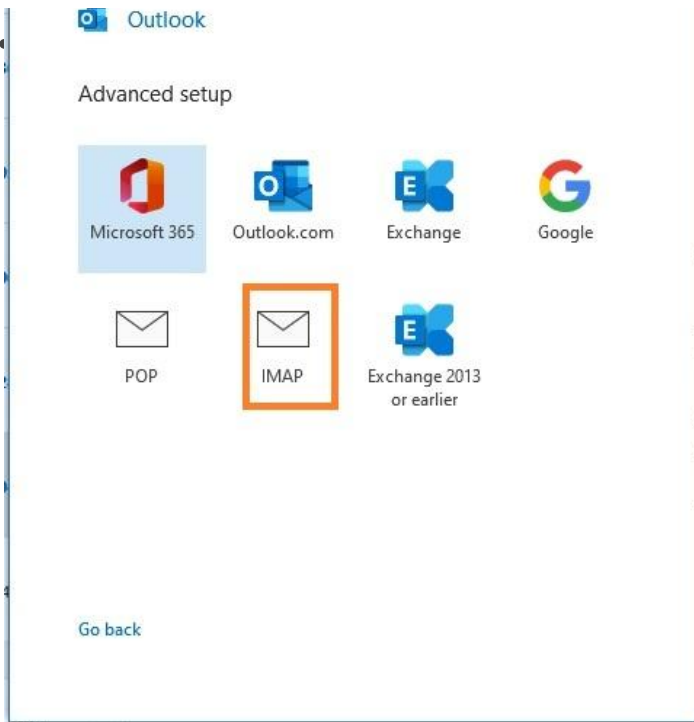 Outlook
Advanced setup
Microsoft 365
Outlook.com
Exchange
Google
POP
IMAP
Exchange 2013
or earlier
Go back